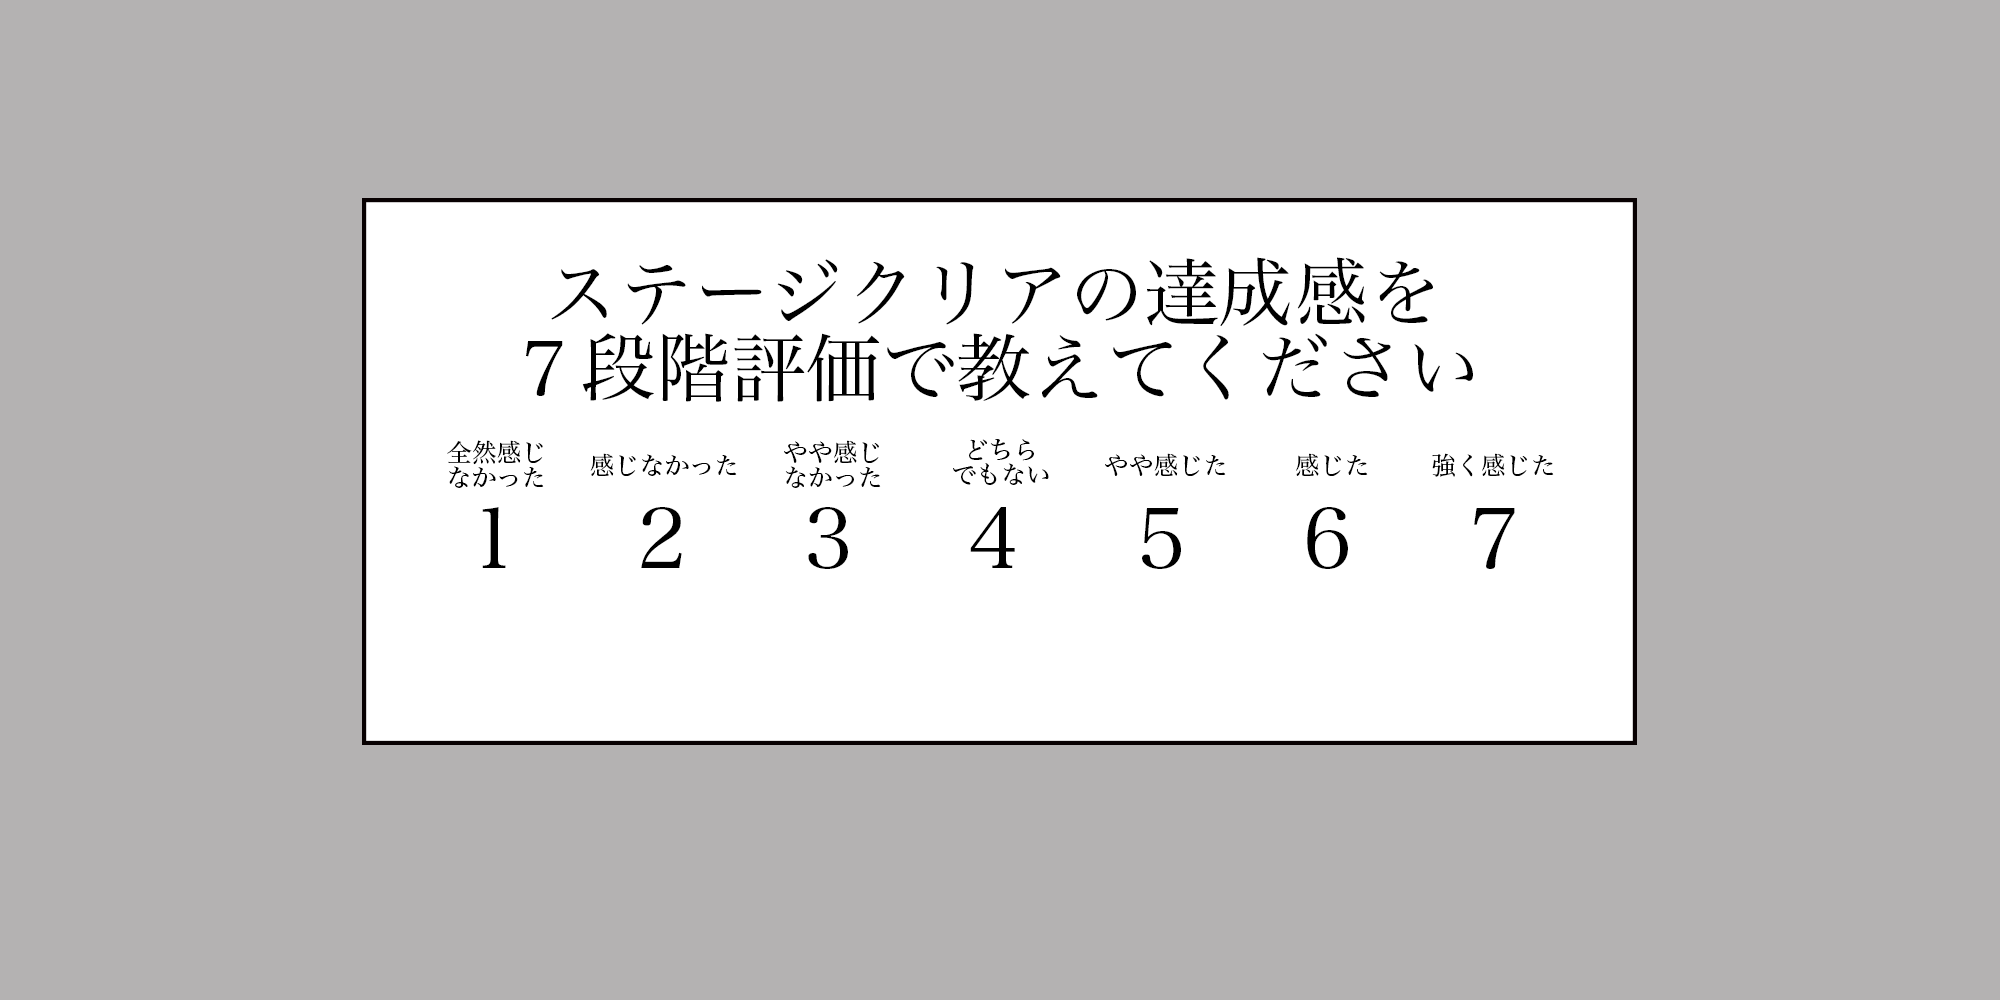 ステージクリアの達成感を
7段階評価で教えてください
全然感じ
なかった
感じなかった
やや感じ
なかった
どちら
でもない
やや感じた
感じた
強く感じた
1 2 3 4 5 6 7